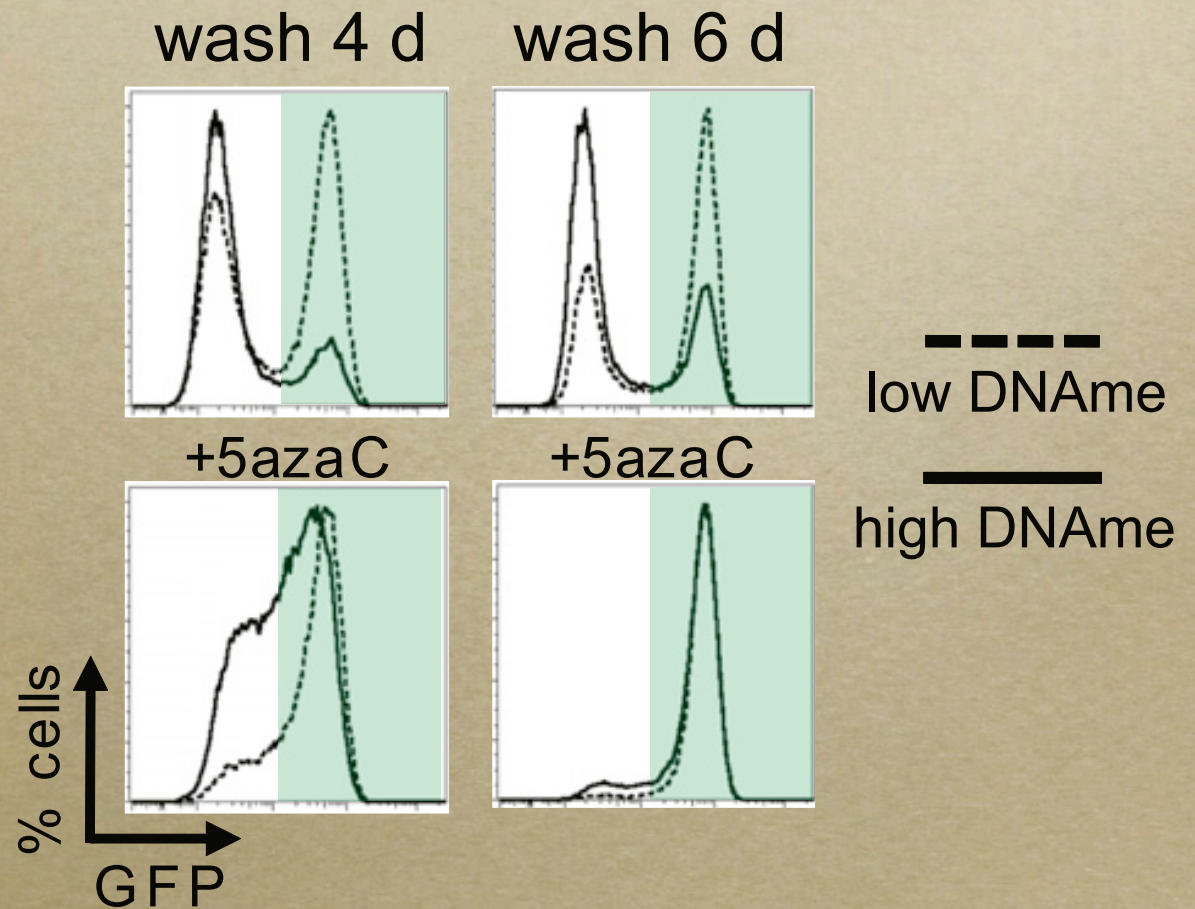 wash 4 d
wash 6 d
+5azaC
+5azaC
low DNAme
high DNAme
% cells
GFP